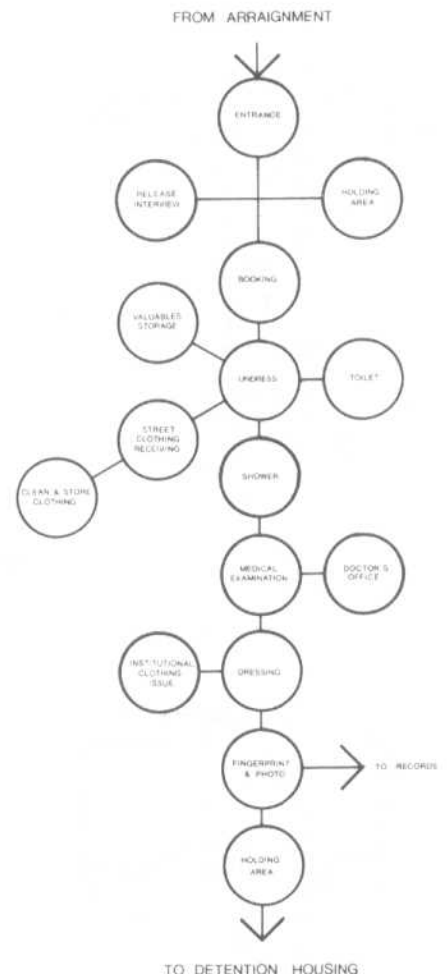 FROM ARRAIGNMENT
ENTRANCE
RELEASE
INTERVIEW
HOLDING
AREA
BOOKING
VALUABLES
STORAGE
UNDRESS
TOILET
STREET
CLOTHING
RECEIVING
CLEAN & STORE
CLOTHING
SHOWER
MEDICAL
EXAMINATION
DOCTOR'S
OFFICE
INSTITUTIONAL
CLOTHING
ISSUE
DRESSING
FINGERPRINT
& PHOTO
TO RECORDS
HOLDING
AREA
TO DETENTION HOUSING